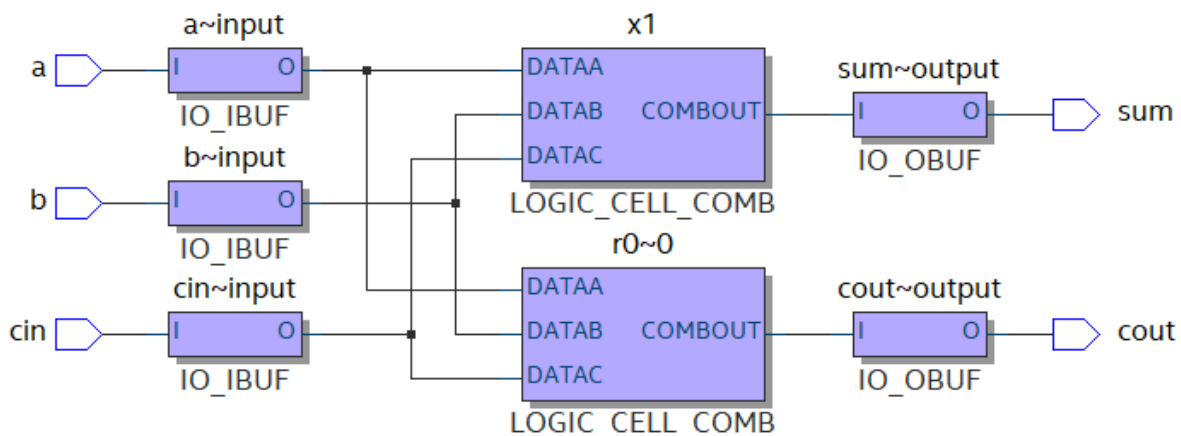 a~input
x1
a
I O
DATAA
sum~output
IO_IBUF
DATAB COMBOUT
I O
sum
b~input
DATAC
IO_OBUF
b
I O
LOGIC_CELL_COMB
IO_IBUF
r0~0
cin~input
DATAA
cout~output
cin
I O
DATAB COMBOUT
I O
cout
IO_IBUF
DATAC
IO_OBUF
LOGIC_CELL_COMB